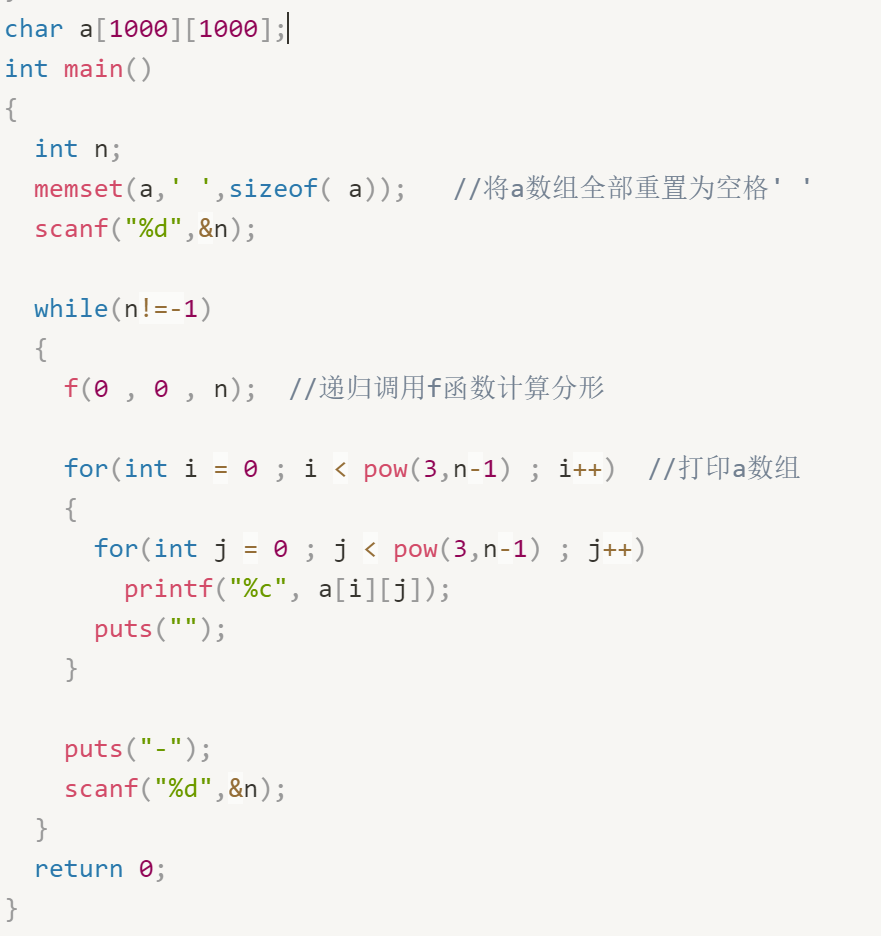 char a[1000][1000];
int main()
{
  int n;
  memset(a,' ',sizeof( a));   //将a数组全部重置为空格' '
  scanf("%d",&n);
  while(n!=-1)
  {
    f(0 , 0 , n);  //递归调用f函数计算分形
    for(int i = 0 ; i < pow(3,n-1) ; i++)  //打印a数组
    {
      for(int j = 0 ; j < pow(3,n-1) ; j++)
        printf("%c", a[i][j]);
      puts("");
    }
    puts("-");
    scanf("%d",&n);
  }
  return 0;
}